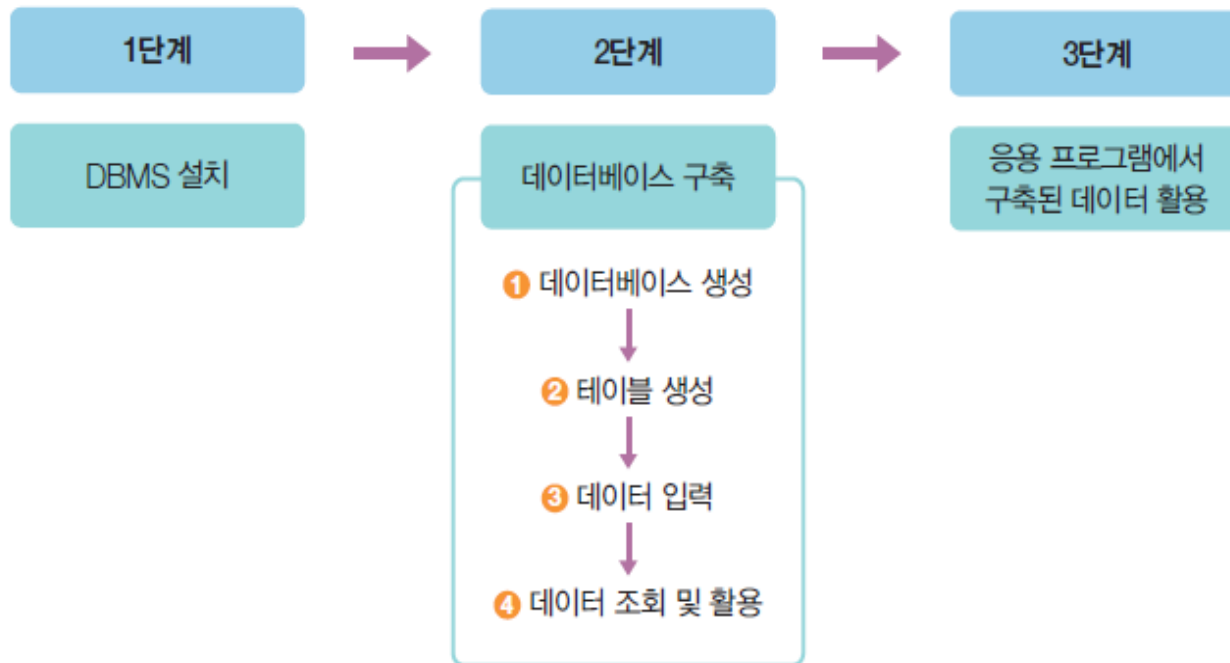 1단계
2단계
3단계
DBMS 설치
데이터베이스 구축
응용 프로그램에서
구축된 데이터 활용
1 데이터베이스 생성
2 테이블 생성
3 데이터 입력
4 데이터 조회 및 활용